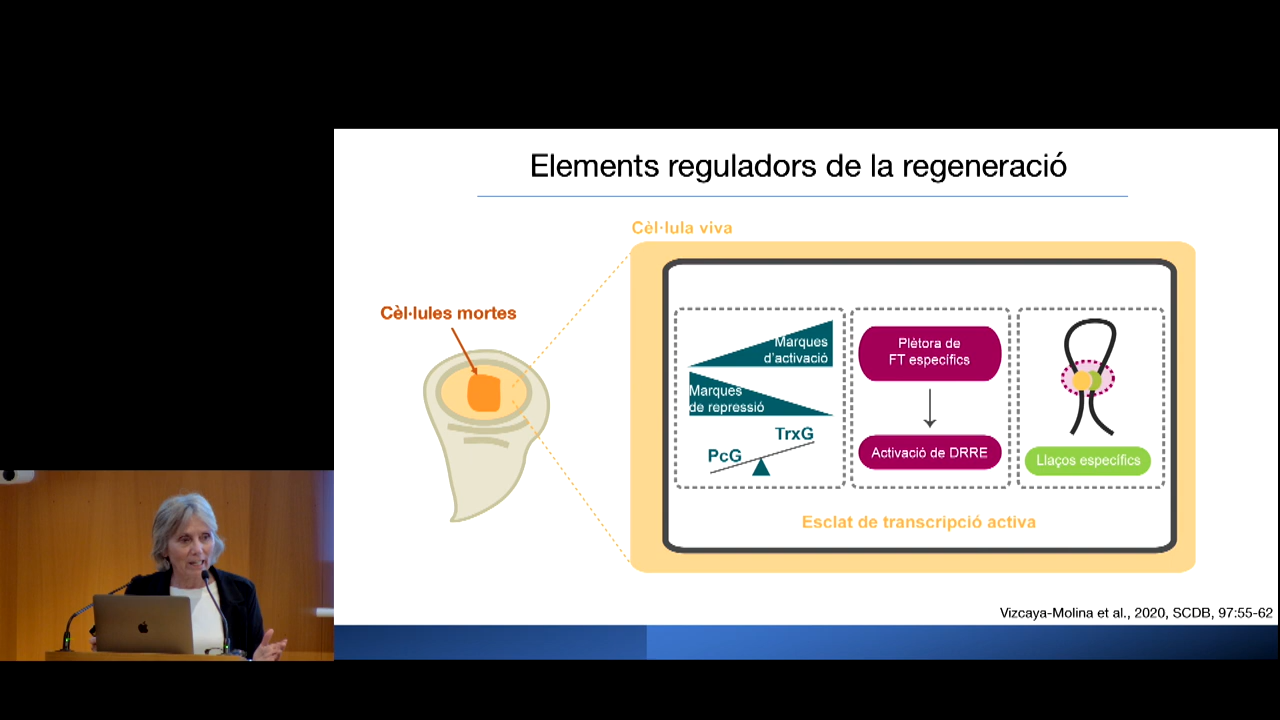 Elements reguladors de la regeneració
Cèl·lula viva
Cèl·lules mortes
Marques
d'activació
Marques
de repressió
TrxG
PcG
Plètora de
FT específics
Activació de DRRE
Llaços específics
Esclat de transcripció activa
Vizcaya-Molina et al., 2020, SCDB, 97:55-62